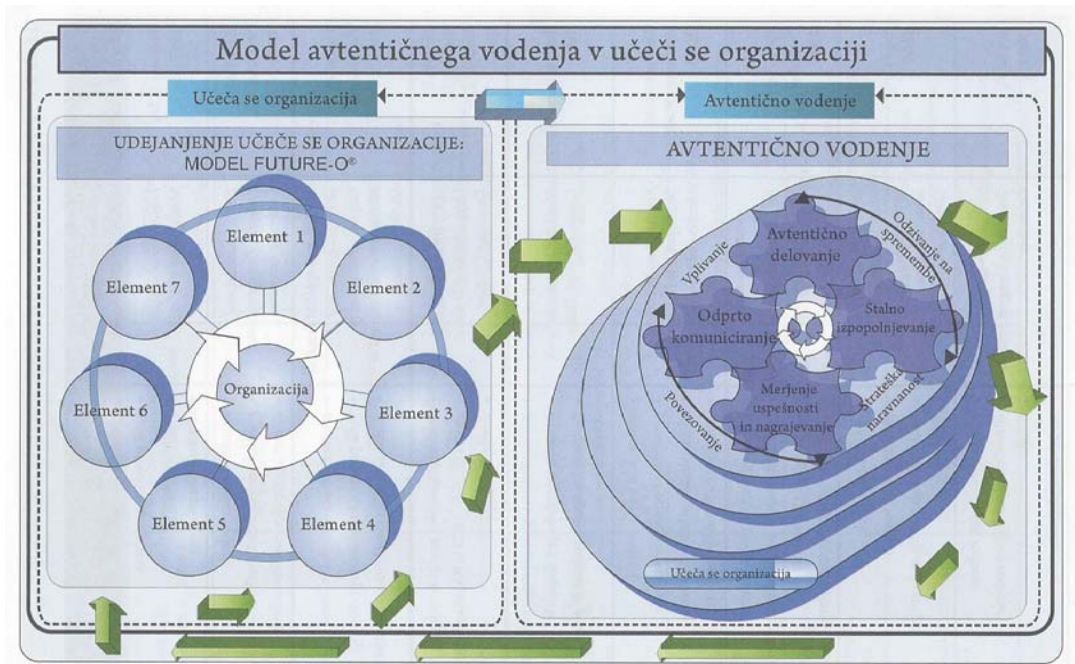 Model avtentičnega vodenja v učeči se organizaciji
Učeča se organizacija
Avtentično vodenje
UDEJANJENJE UČEČE SE ORGANIZACIJE:
MODEL FUTURE-O®
Element 1
Element 2
Element 3
Element 4
Element 5
Element 6
Element 7
Organizacija
AVTENTIČNO VODENJE
Avtentično
delovanje
Odzivanje na
spremembe
Vplivanje
Odprto
komuniciranje
Stalno
izpopolnjevanje
Merjenje
uspešnosti
in nagrajevanje
Povezovanje
Strateška
naravnanost
Učeča se organizacija